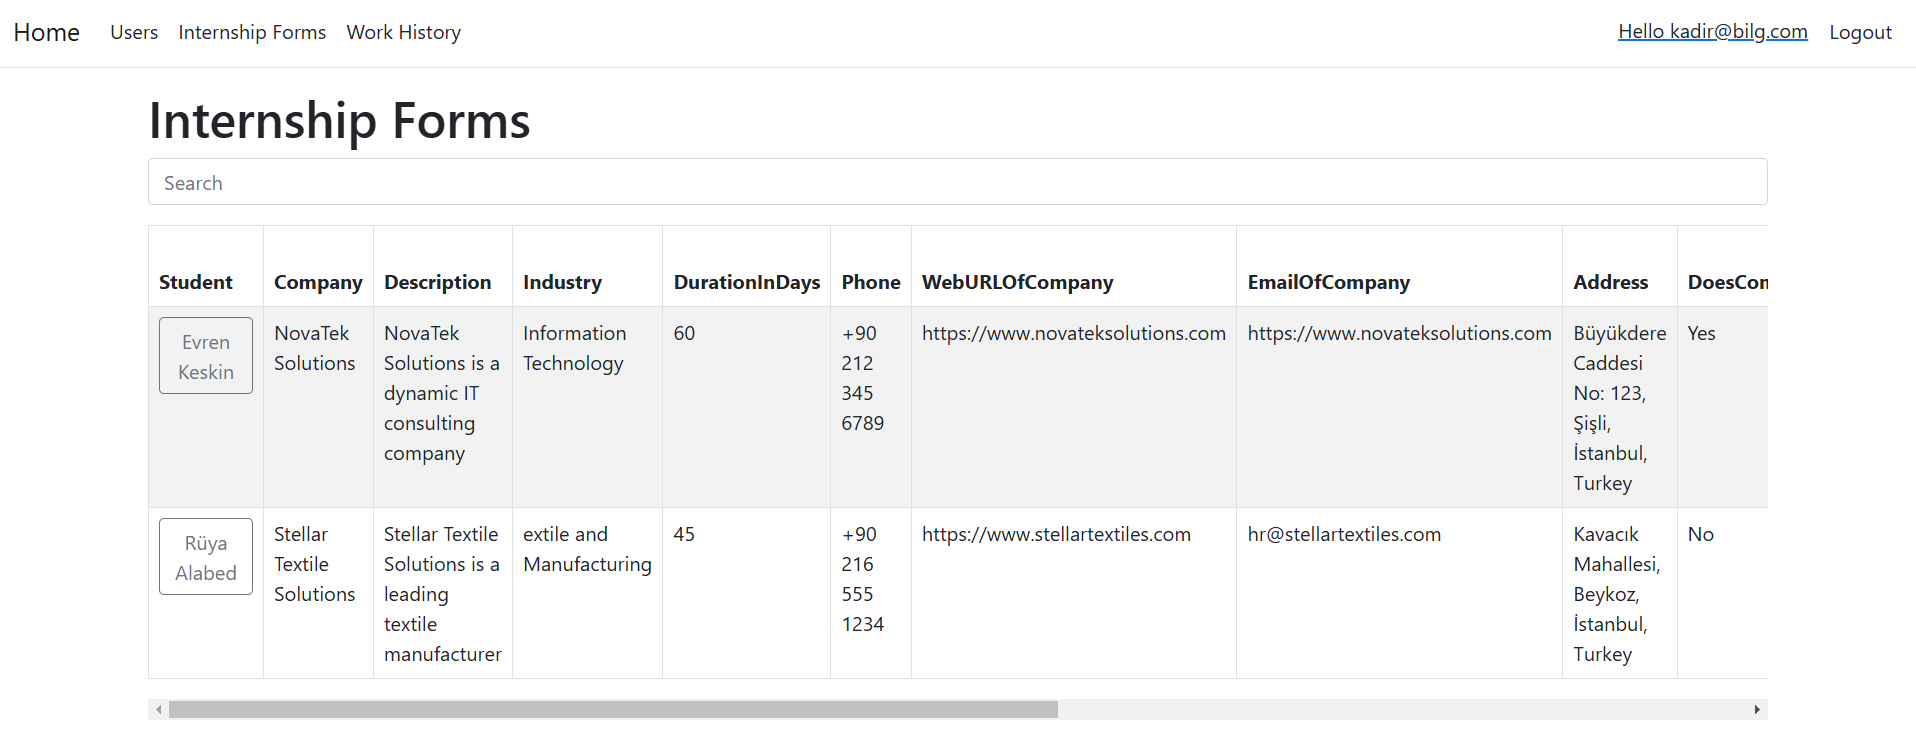 Home Users Internship Forms Work History Hello kadir@bilg.com Logout
Internship Forms
Search
Student Company Description Industry DurationInDays Phone WebURLOfCompany EmailOfCompany Address DoesCom
Evren
Keskin
NovaTek
Solutions
NovaTek
Solutions is a
dynamic IT
consulting
company
Information
Technology
60
+90
212
345
6789
https://www.novateksolutions.com
https://www.novateksolutions.com
Büyükdere
Caddesi
No: 123,
Şişli,
İstanbul,
Turkey
Yes
Rüya
Alabed
Stellar
Textile
Solutions
Stellar Textile
Solutions is a
leading
textile
manufacturer
extile and
Manufacturing
45
+90
216
555
1234
https://www.stellartextiles.com
hr@stellartextiles.com
Kavacık
Mahallesi,
Beykoz,
İstanbul,
Turkey
No